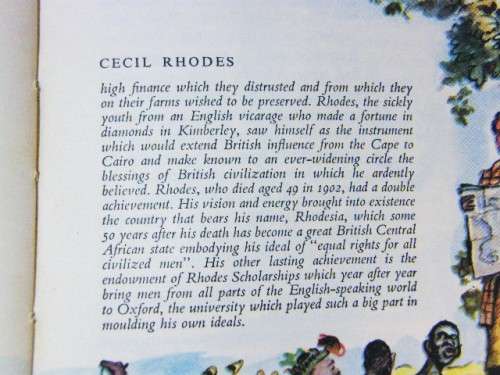 CECIL RHODES
high finance which they distrusted and from which they
on their farms wished to be preserved. Rhodes, the sickly
youth from an English vicarage who made a fortune in
diamonds in Kimberley, saw himself as the instrument
which would extend British influence from the Cape to
Cairo and make known to an ever-widening circle the
blessings of British civilization in which he ardently
believed. Rhodes, who died aged 49 in 1902, had a double
achievement. His vision and energy brought into existence
the country that bears his name, Rhodesia, which some
50 years after his death has become a great British Central
African state embodying his ideal of "equal rights for all
civilized men". His other lasting achievement is the
endowment of Rhodes Scholarships which year after year
bring men from all parts of the English-speaking world
to Oxford, the university which played such a big part in
moulding his own ideals.